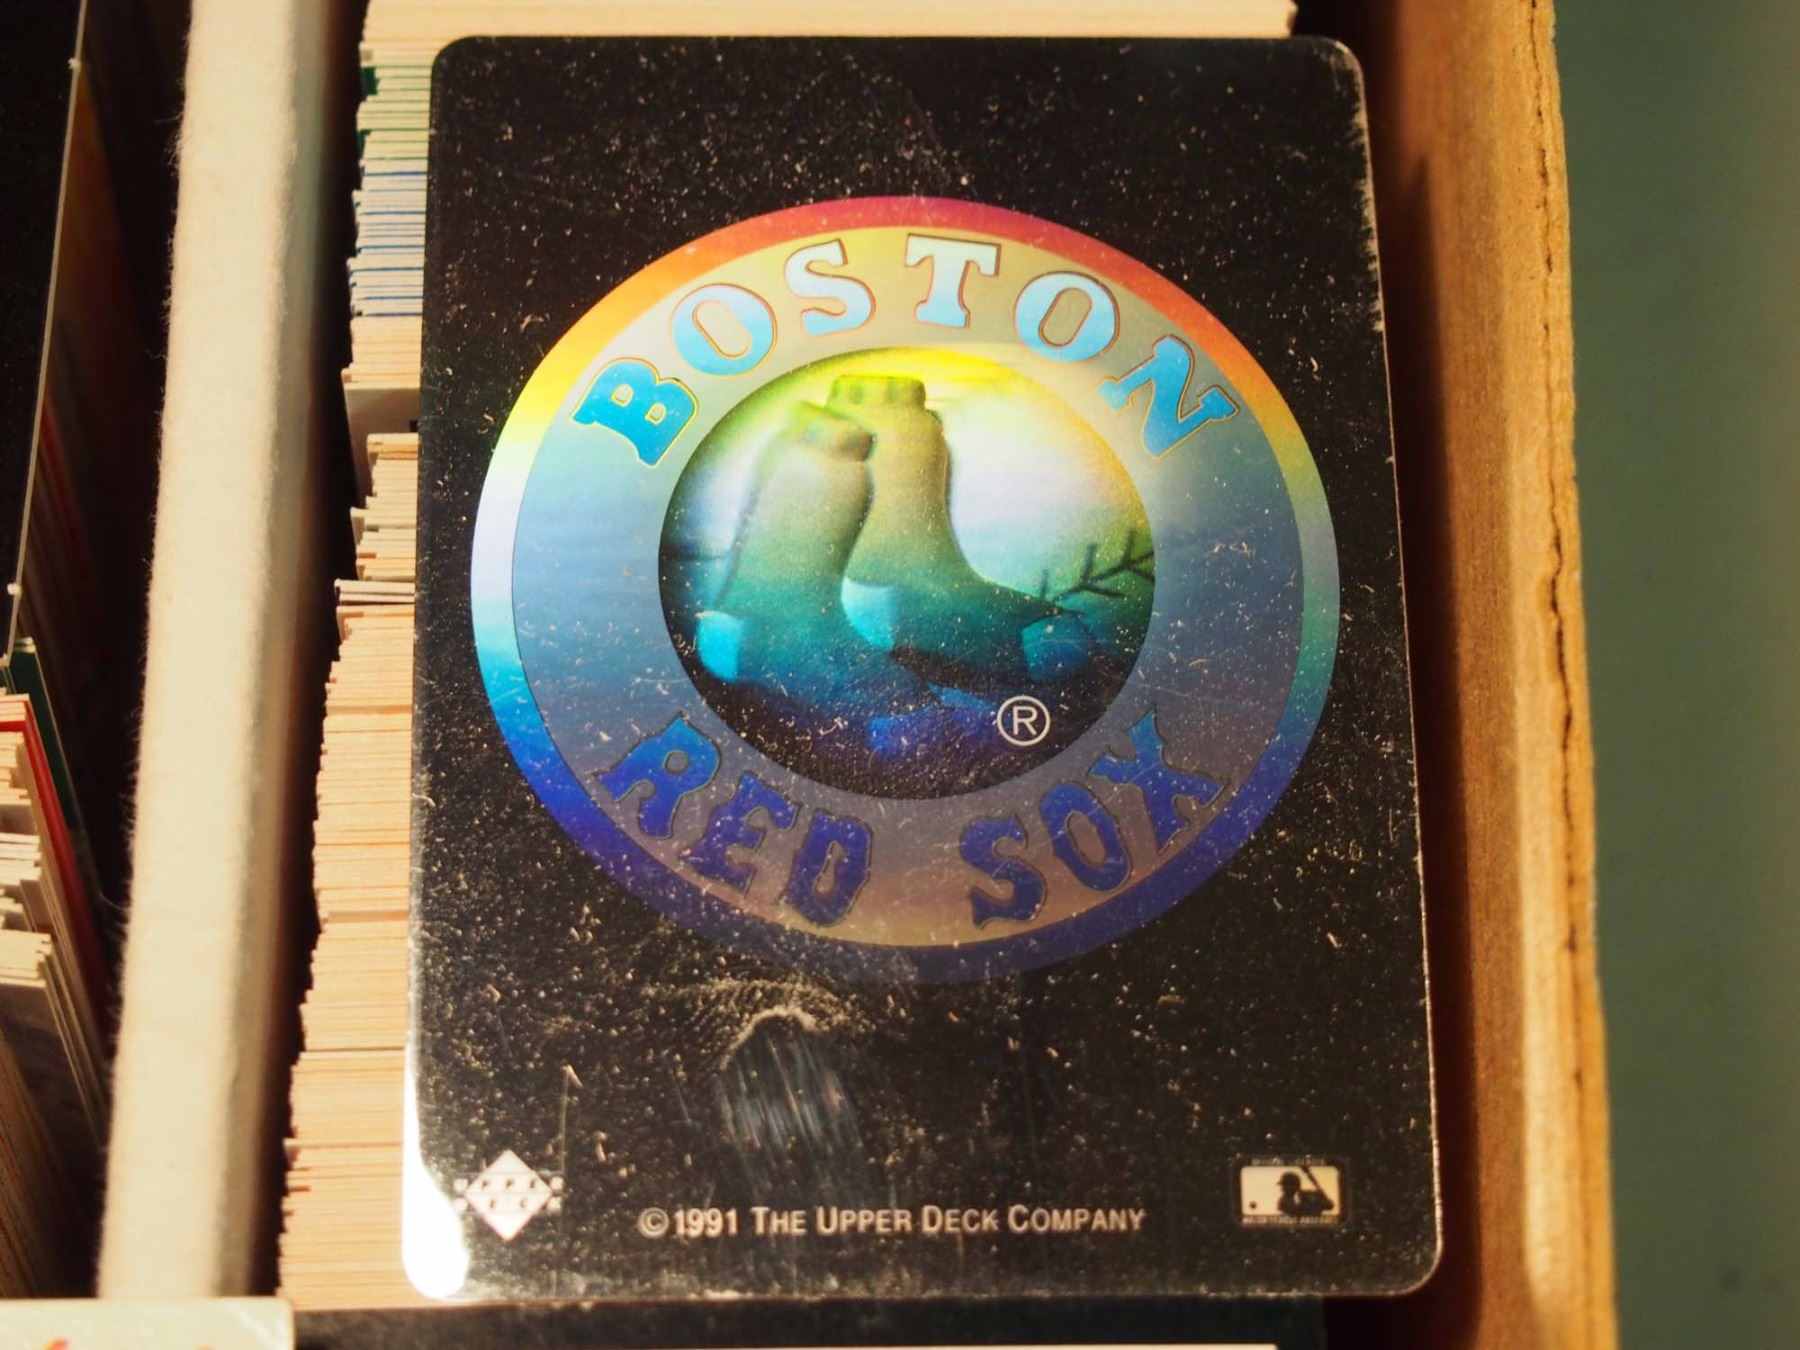 BOSTON
®
RED SOX
UPPER DECK
©1991 THE UPPER DECK COMPANY